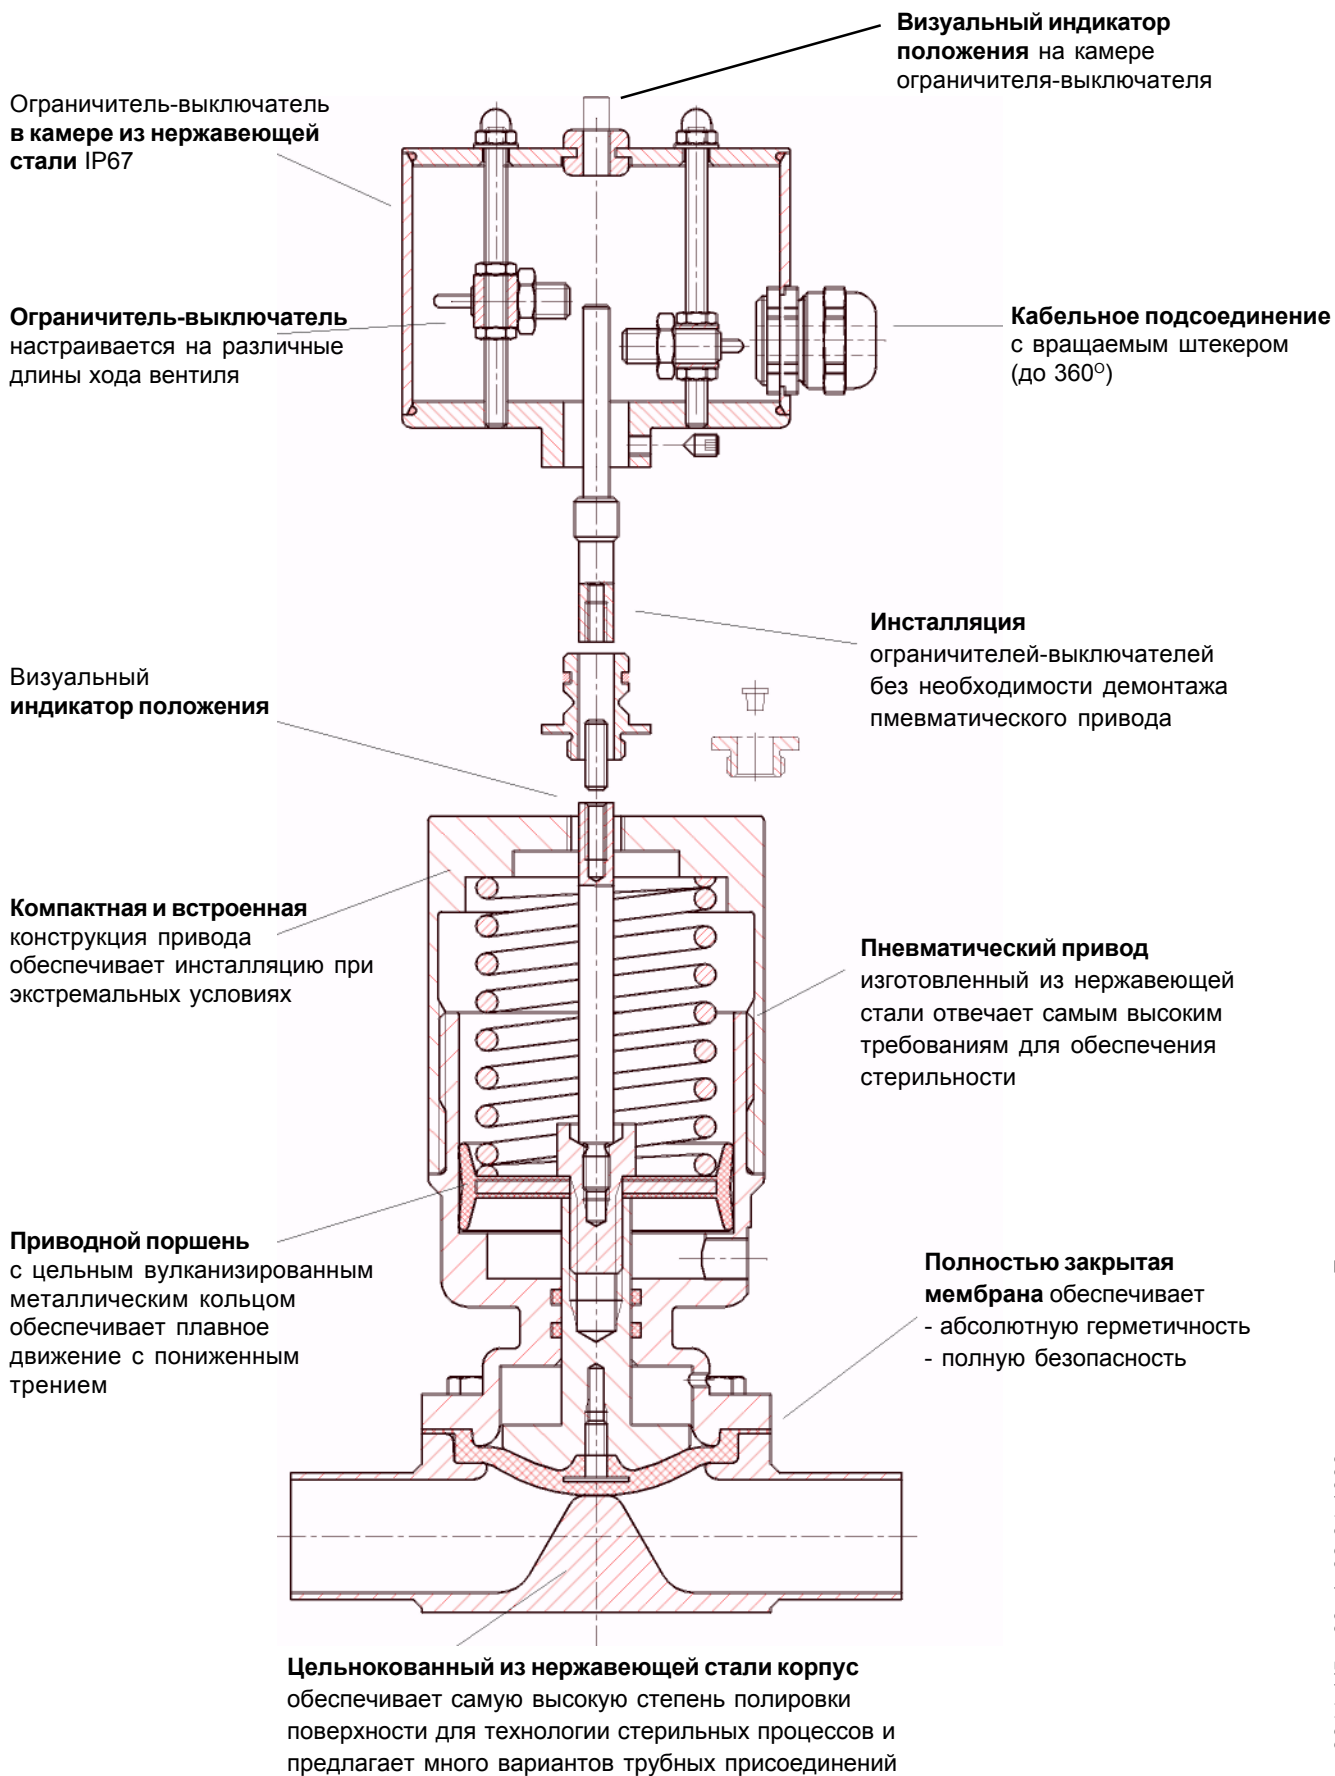 Визуальный индикатор
положения на камере
ограничителя-выключателя
Ограничитель-выключатель
в камере из нержавеющей
стали IP67
Ограничитель-выключатель
настраивается на различные
длины хода вентиля
Кабельное подсоединение
с вращаемым штекером
(до 360°)
Инсталляция
ограничителей-выключателей
без необходимости демонтажа
пмевматического привода
Визуальный
индикатор положения
Компактная и встроенная
конструкция привода
обеспечивает инсталляцию при
экстремальных условиях
Пневматический привод
изготовленный из нержавеющей
стали отвечает самым высоким
требованиям для обеспечения
стерильности
Приводной поршень
с цельным вулканизированным
металлическим кольцом
обеспечивает плавное
движение с пониженным
трением
Полностью закрытая
мембрана обеспечивает
- абсолютную герметичность
- полную безопасность
Цельнокованный из нержавеющей стали корпус
обеспечивает самую высокую степень полировки
поверхности для технологии стерильных процессов и
предлагает много вариантов трубных присоединений